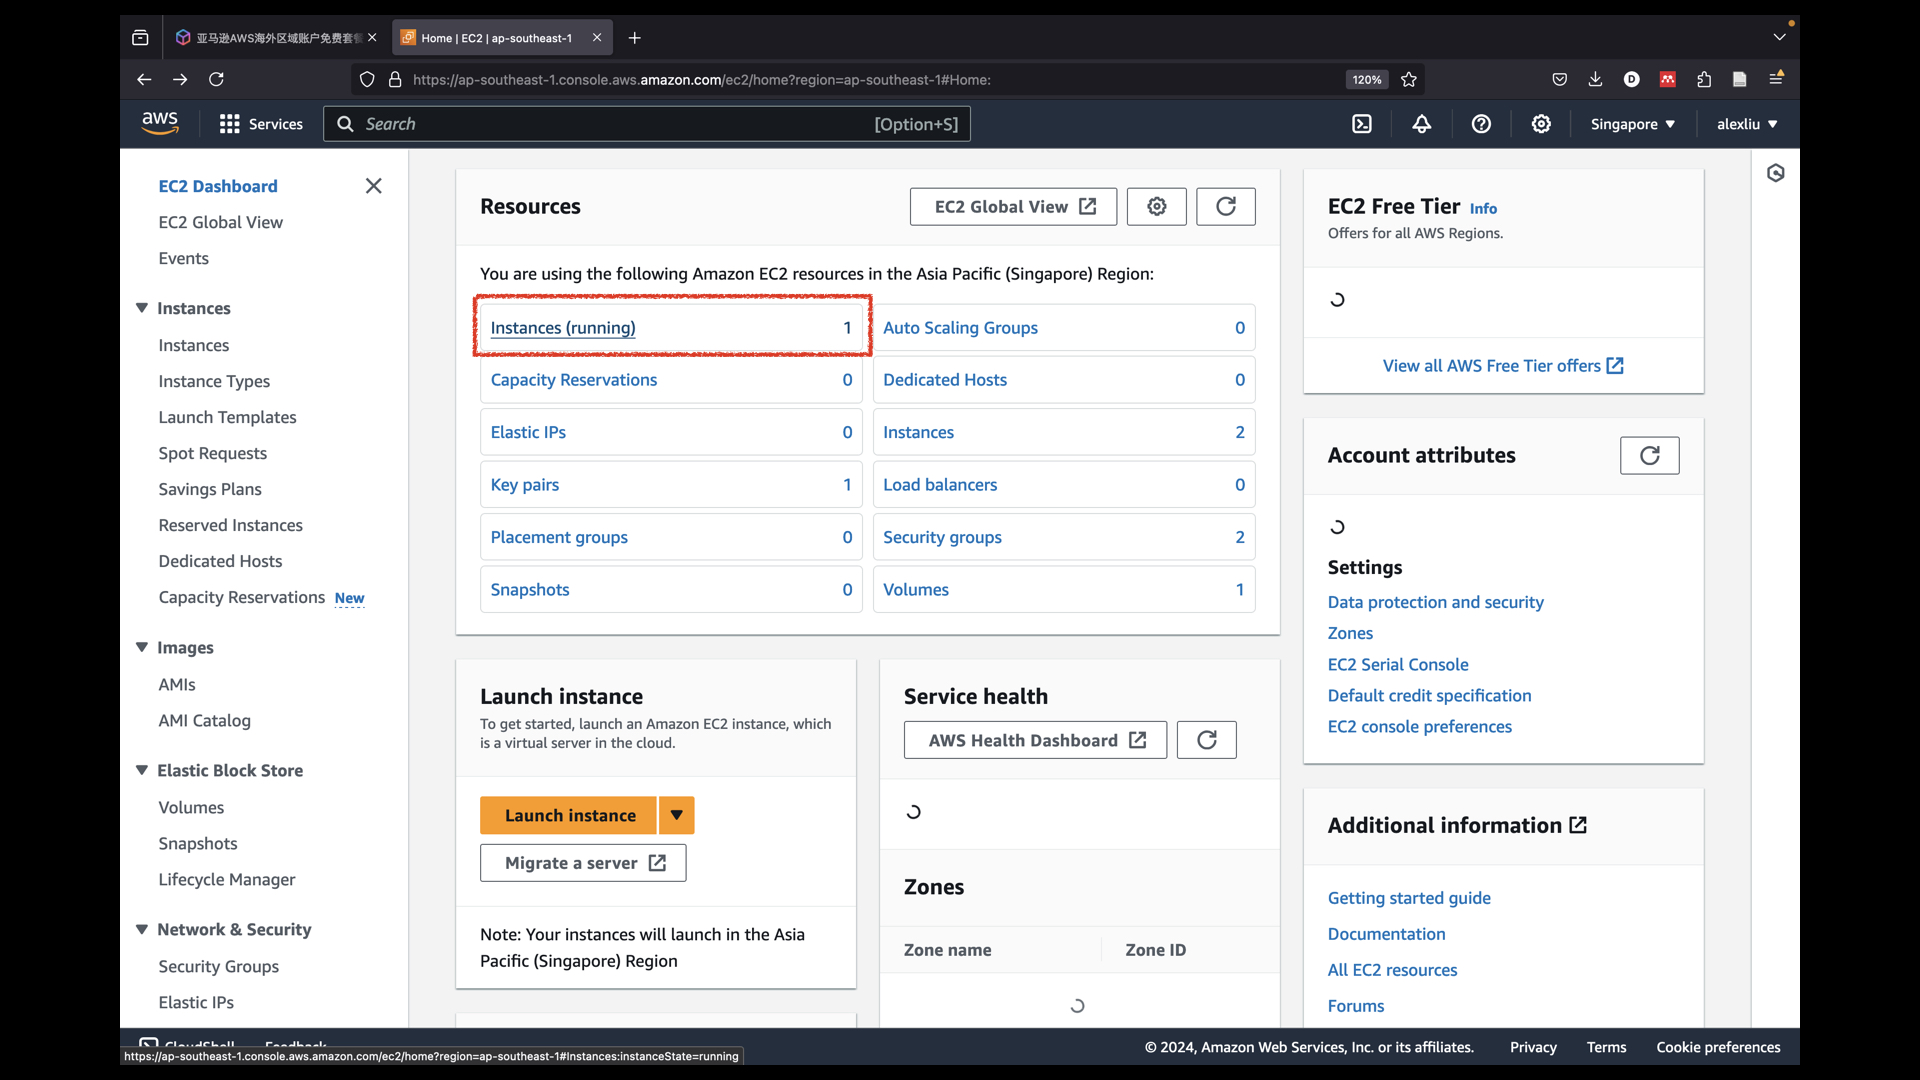 亚马逊AWS海外区域账户免费套餐
Home | EC2 | ap-southeast-1
https://ap-southeast-1.console.aws.amazon.com/ec2/home?region=ap-southeast-1#Home:
120%
D
aws
Services
Search
[Option+S]
Singapore
alexliu
EC2 Dashboard
EC2 Global View
Events
Instances
Instances
Instance Types
Launch Templates
Spot Requests
Savings Plans
Reserved Instances
Dedicated Hosts
Capacity Reservations New
Images
AMIs
AMI Catalog
Elastic Block Store
Volumes
Snapshots
Lifecycle Manager
Network & Security
Security Groups
Elastic IPs
Resources
EC2 Global View
You are using the following Amazon EC2 resources in the Asia Pacific (Singapore) Region:
Instances (running) 1
Auto Scaling Groups 0
Capacity Reservations 0
Dedicated Hosts 0
Elastic IPs 0
Instances 2
Key pairs 1
Load balancers 0
Placement groups 0
Security groups 2
Snapshots 0
Volumes 1
Launch instance
To get started, launch an Amazon EC2 instance, which
is a virtual server in the cloud.
Launch instance
Migrate a server
Note: Your instances will launch in the Asia
Pacific (Singapore) Region
Service health
AWS Health Dashboard
Zones
Zone name
Zone ID
EC2 Free Tier Info
Offers for all AWS Regions.
View all AWS Free Tier offers
Account attributes
Settings
Data protection and security
Zones
EC2 Serial Console
Default credit specification
EC2 console preferences
Additional information
Getting started guide
Documentation
All EC2 resources
Forums
CloudShell
Feedback
https://ap-southeast-1.console.aws.amazon.com/ec2/home?region=ap-southeast-1#Instances:instanceState=running
© 2024, Amazon Web Services, Inc. or its affiliates.
Privacy
Terms
Cookie preferences